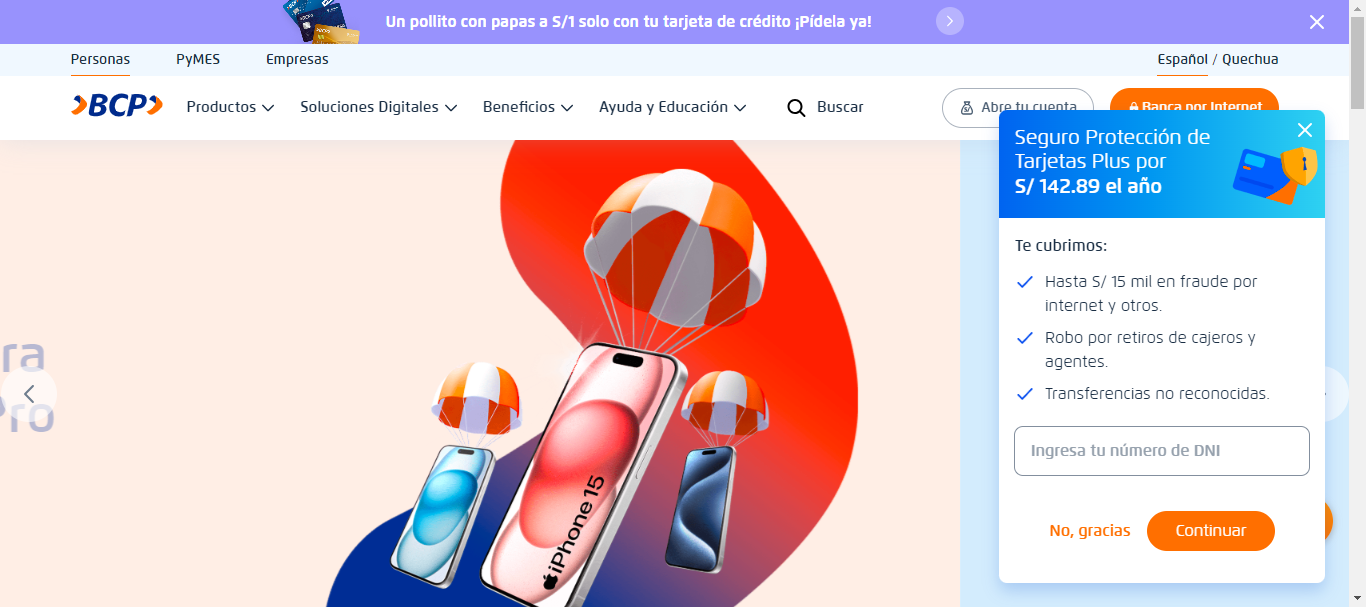 Un pollito con papas a S/1 solo con tu tarjeta de crédito ¡Pídela ya!
Personas
PyMES
Empresas
Español / Quechua
BCP
Productos
Soluciones Digitales
Beneficios
Ayuda y Educación
Buscar
Abre tu cuenta
Banca por Internet
Seguro Protección de
Tarjetas Plus por
S/ 142.89 el año
Te cubrimos:
Hasta S/ 15 mil en fraude por
internet y otros.
Robo por retiros de cajeros y
agentes.
Transferencias no reconocidas.
Ingresa tu número de DNI
No, gracias
Continuar
iPhone 15